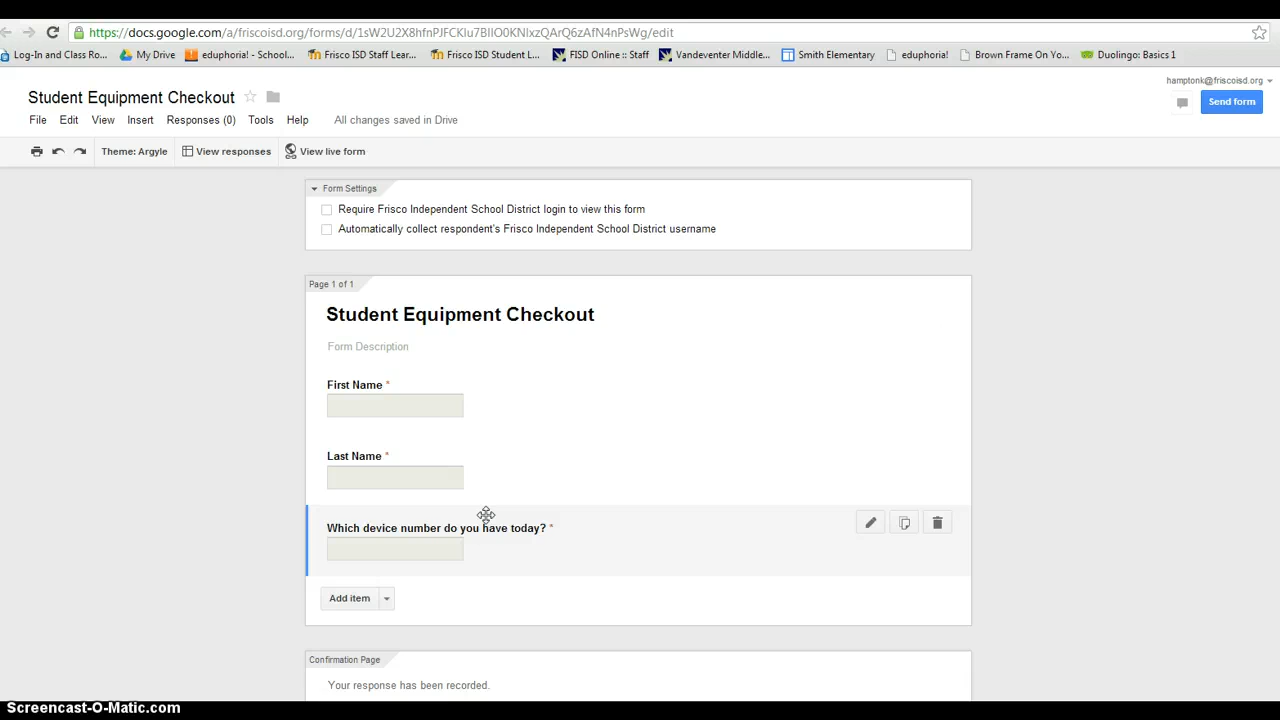 https://docs.google.com/a/friscoisd.org/forms/d/1sW2U2X8hfnPJFCKIu7BIIO0KNIxzQArQ6zAfN4nPsWg/edit
Log-In and Class Ro... My Drive eduphoria! - School... Frisco ISD Staff Lear... Frisco ISD Student L... FISD Online :: Staff Vandeventer Middle... Smith Elementary eduphoria! Brown Frame On Yo... Duolingo: Basics 1
hamptonk@friscoisd.org
Student Equipment Checkout
Send form
File Edit View Insert Responses (0) Tools Help All changes saved in Drive
Theme: Argyle View responses View live form
Form Settings
Require Frisco Independent School District login to view this form
Automatically collect respondent's Frisco Independent School District username
Page 1 of 1
Student Equipment Checkout
Form Description
First Name *
Last Name *
Which device number do you have today? *
Add item
Confirmation Page
Your response has been recorded.
Screencast-O-Matic.com